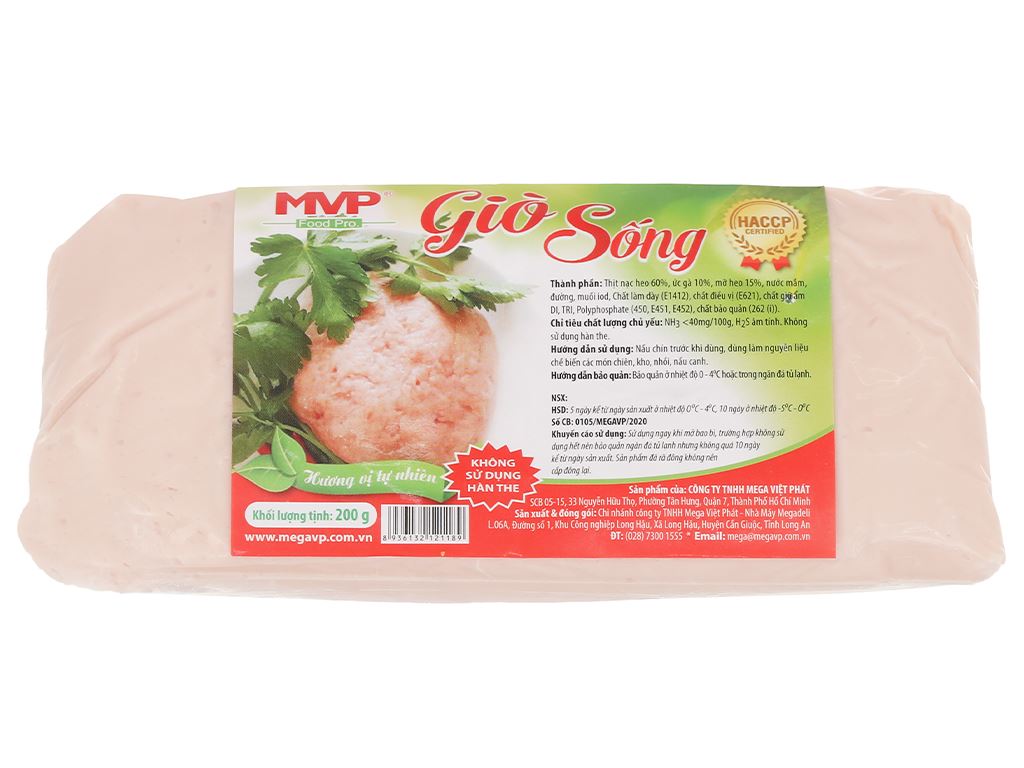 MVP®
Food Pro.
Giò Sống
HACCP
CERTIFIED
Thành phần: Thịt nạc heo 60%, ức gà 10%, mỡ heo 15%, nước mắm,
đường, muối iod, Chất làm dày (E1412), chất điều vị (E621), chất giữ ẩm
DI, TRI, Polyphosphate (450, E451, E452), chất bảo quản (262 (i)).
Chỉ tiêu chất lượng chủ yếu: NH3 <40mg/100g, H2S âm tính. Không
sử dụng hàn the.
Hướng dẫn sử dụng: Nấu chín trước khi dùng, dùng làm nguyên liệu
chế biến các món chiên, kho, nhồi, nấu canh.
Hướng dẫn bảo quản: Bảo quản ở nhiệt độ 0 - 4ºC hoặc trong ngăn đá tủ lạnh.
NSX:
HSD: 5 ngày kể từ ngày sản xuất ở nhiệt độ 0ºC - 4ºC, 10 ngày ở nhiệt độ -5ºC - 0ºC
Số CB: 0105/MEGAVP/2020
Khuyến cáo sử dụng: Sử dụng ngay khi mở bao bì, trường hợp không sử
dụng hết nên bảo quản ngăn đá tủ lạnh nhưng không quá 10 ngày
kể từ ngày sản xuất. Sản phẩm đã rã đông không nên
cấp đông lại.
Hương vị tự nhiên
KHÔNG
SỬ DỤNG
HÀN THE
Khối lượng tịnh: 200 g
www.megavp.com.vn
8 936132 121189
Sản phẩm của: CÔNG TY TNHH MEGA VIỆT PHÁT
SCB 05-15, 33 Nguyễn Hữu Thọ, Phường Tân Hưng, Quận 7, Thành Phố Hồ Chí Minh
Sản xuất & đóng gói: Chi nhánh công ty TNHH Mega Việt Phát - Nhà Máy Megadeli
L.06A, Đường số 1, Khu Công nghiệp Long Hậu, Xã Long Hậu, Huyện Cần Giuộc, Tỉnh Long An
ĐT: (028) 7300 1555 * Email: mega@megavp.com.vn